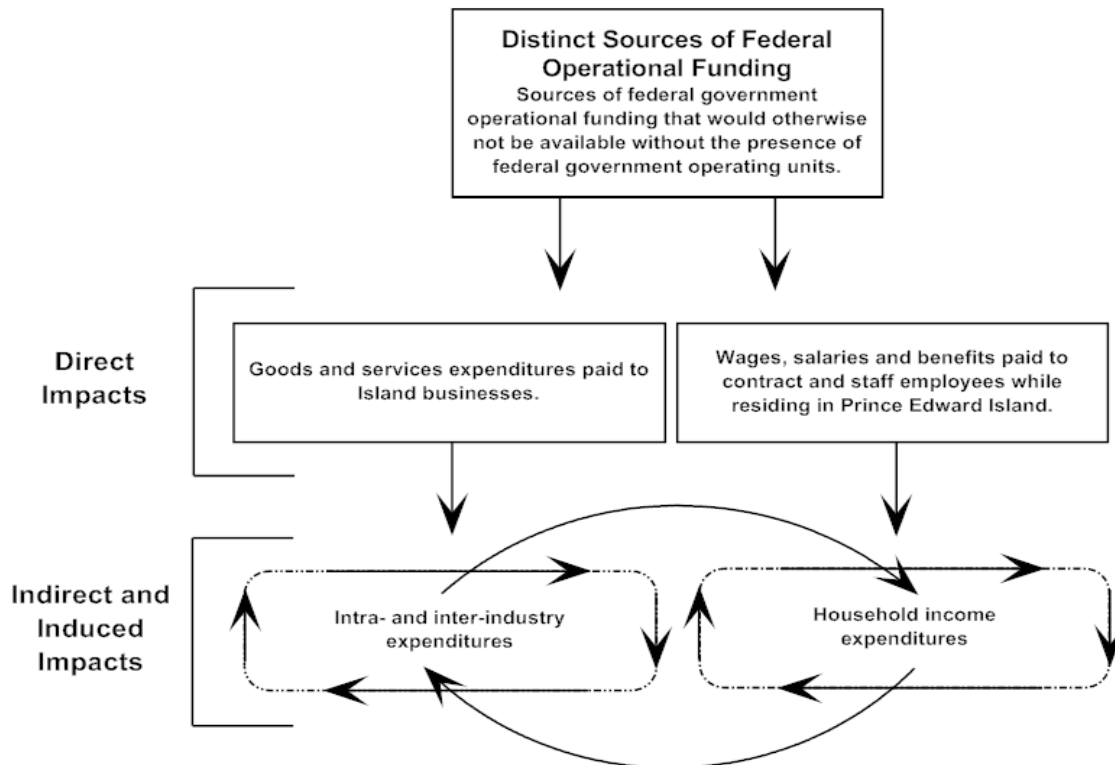 Distinct Sources of Federal
Operational Funding
Sources of federal government
operational funding that would otherwise
not be available without the presence of
federal government operating units.
Direct
Impacts
Goods and services expenditures paid to
Island businesses.
Wages, salaries and benefits paid to
contract and staff employees while
residing in Prince Edward Island.
Indirect and
Induced
Impacts
Intra- and inter-industry
expenditures
Household income
expenditures